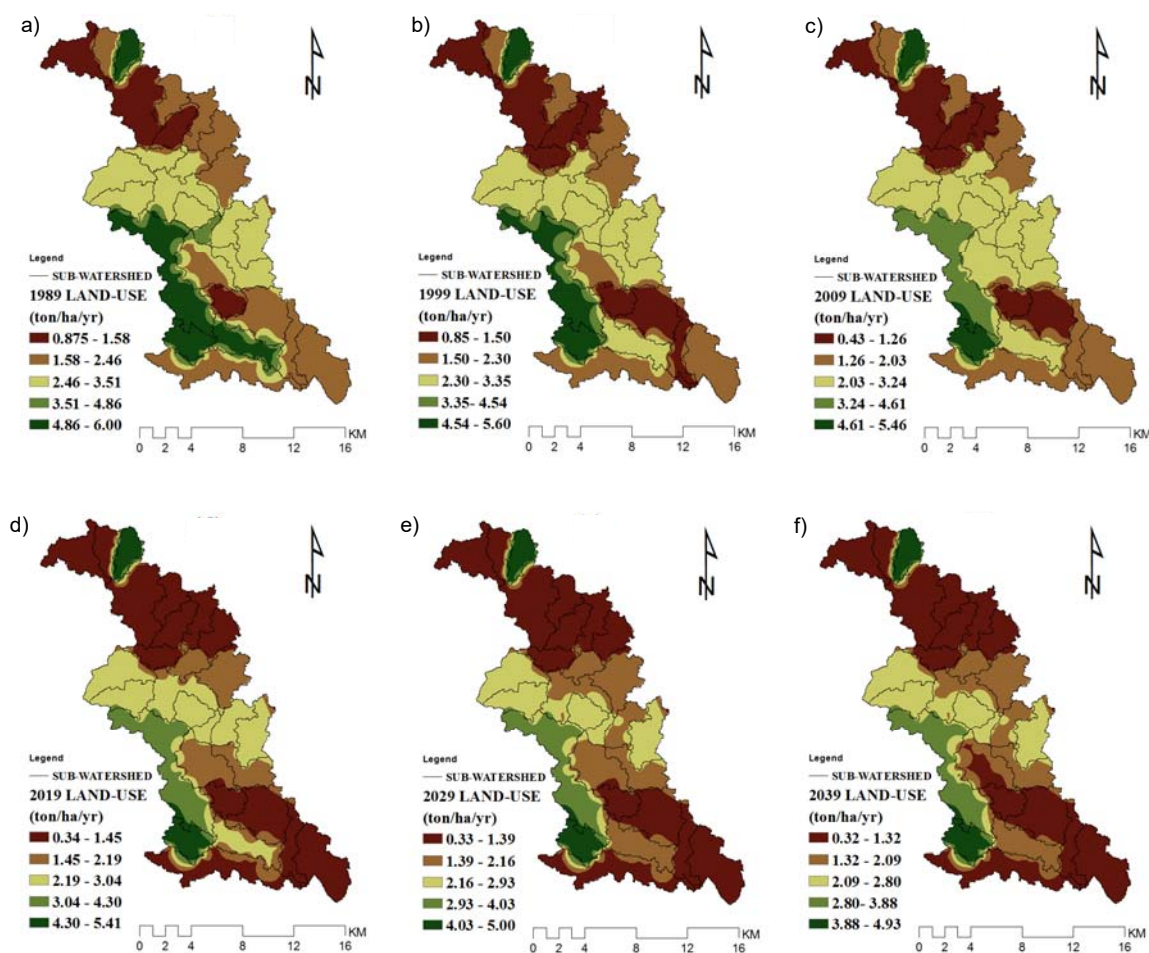 a)
N
Legend
SUB-WATERSHED
1989 LAND-USE
(ton/ha/yr)
0.875 - 1.58
1.58 - 2.46
2.46 - 3.51
3.51 - 4.86
4.86 - 6.00
KM
0 2 4 8 12 16
b)
N
Legend
SUB-WATERSHED
1999 LAND-USE
(ton/ha/yr)
0.85 - 1.50
1.50 - 2.30
2.30 - 3.35
3.35- 4.54
4.54 - 5.60
KM
0 2 4 8 12 16
c)
N
Legend
SUB-WATERSHED
2009 LAND-USE
(ton/ha/yr)
0.43 - 1.26
1.26 - 2.03
2.03 - 3.24
3.24 - 4.61
4.61 - 5.46
KM
0 2 4 8 12 16
d)
N
Legend
SUB-WATERSHED
2019 LAND-USE
(ton/ha/yr)
0.34 - 1.45
1.45 - 2.19
2.19 - 3.04
3.04 - 4.30
4.30 - 5.41
KM
0 2 4 8 12 16
e)
N
Legend
SUB-WATERSHED
2029 LAND-USE
(ton/ha/yr)
0.33 - 1.39
1.39 - 2.16
2.16 - 2.93
2.93 - 4.03
4.03 - 5.00
KM
0 2 4 8 12 16
f)
N
Legend
SUB-WATERSHED
2039 LAND-USE
(ton/ha/yr)
0.32 - 1.32
1.32 - 2.09
2.09 - 2.80
2.80- 3.88
3.88 - 4.93
KM
0 2 4 8 12 16